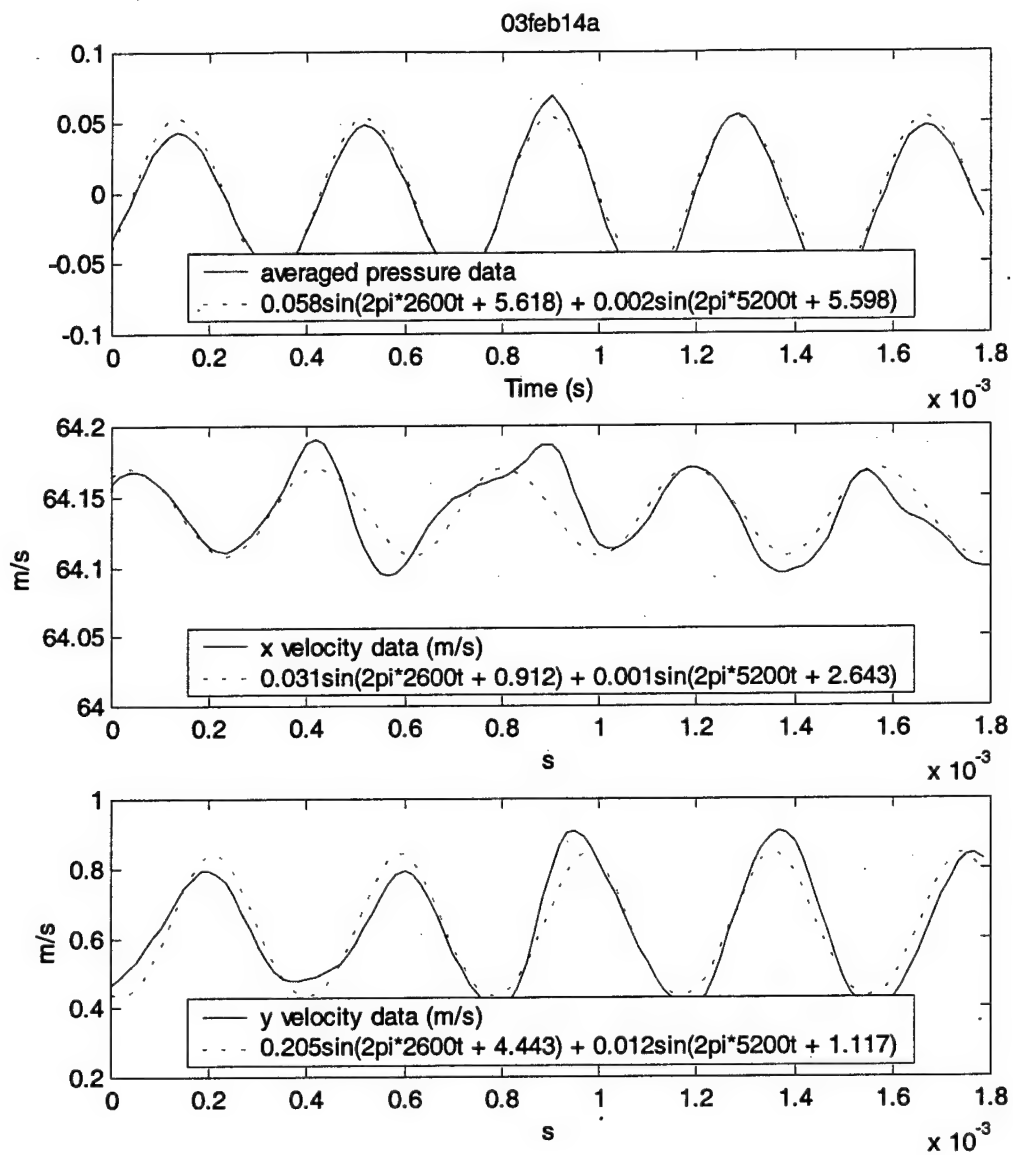 03feb14a
0.1
0.05
0
-0.05
-0.1
averaged pressure data
0.058sin(2pi*2600t + 5.618) + 0.002sin(2pi*5200t + 5.598)
0 0.2 0.4 0.6 0.8 1 1.2 1.4 1.6 1.8
Time (s)
x 10-3
64.2
64.15
64.1
64.05
64
m/s
x velocity data (m/s)
0.031sin(2pi*2600t + 0.912) + 0.001sin(2pi*5200t + 2.643)
0 0.2 0.4 0.6 0.8 1 1.2 1.4 1.6 1.8
s
x 10-3
1
0.8
0.6
0.4
0.2
m/s
y velocity data (m/s)
0.205sin(2pi*2600t + 4.443) + 0.012sin(2pi*5200t + 1.117)
0 0.2 0.4 0.6 0.8 1 1.2 1.4 1.6 1.8
s
x 10-3